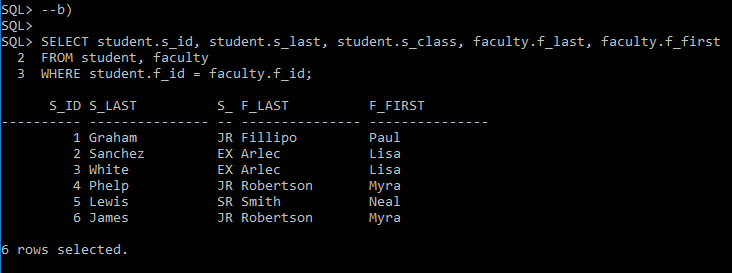 SQL> --b)
SQL>
SQL> SELECT student.s_id, student.s_last, student.s_class, faculty.f_last, faculty.f_first
  2  FROM student, faculty
  3  WHERE student.f_id = faculty.f_id;

      S_ID S_LAST          S_ F_LAST          F_FIRST
---------- --------------- -- --------------- ---------------
         1 Graham          JR Fillipo         Paul
         2 Sanchez         EX Arlec           Lisa
         3 White           EX Arlec           Lisa
         4 Phelp           JR Robertson       Myra
         5 Lewis           SR Smith           Neal
         6 James           JR Robertson       Myra

6 rows selected.